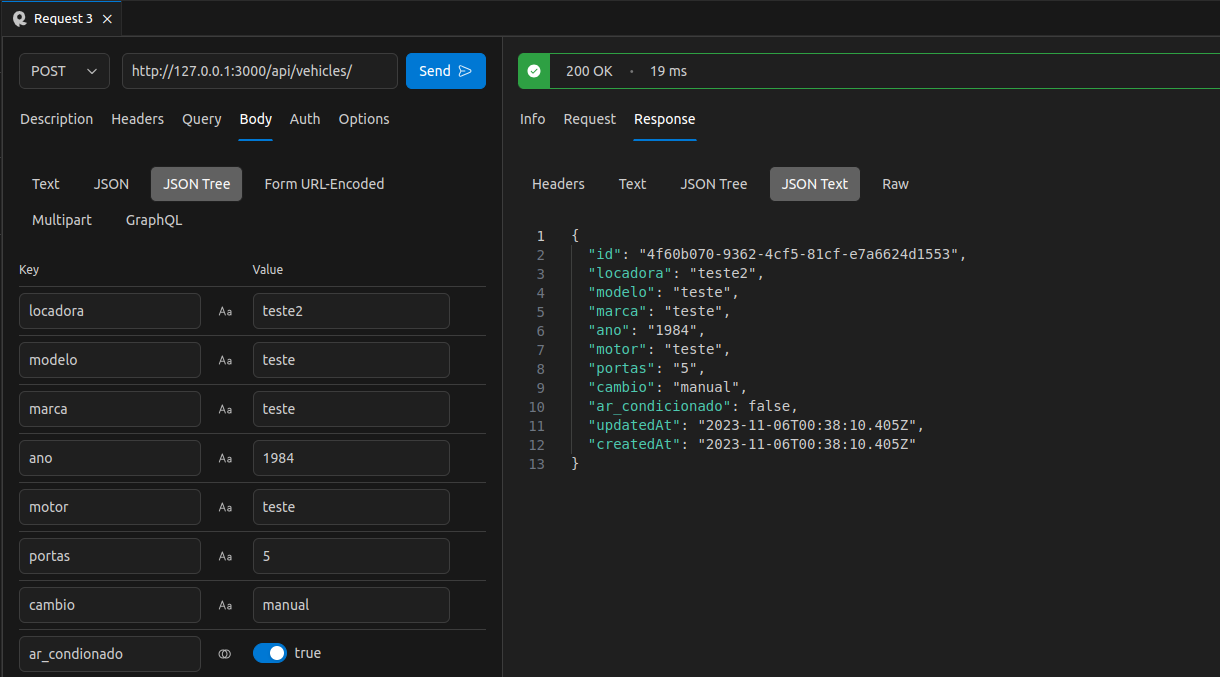 Request 3
POST
http://127.0.0.1:3000/api/vehicles/
Send
Description Headers Query Body Auth Options
Text JSON JSON Tree Form URL-Encoded
Multipart GraphQL
Key Value
locadora Aa teste2
modelo Aa teste
marca Aa teste
ano Aa 1984
motor Aa teste
portas Aa 5
cambio Aa manual
ar_condionado true
200 OK · 19 ms
Info Request Response
Headers Text JSON Tree JSON Text Raw
1 {
2 "id": "4f60b070-9362-4cf5-81cf-e7a6624d1553",
3 "locadora": "teste2",
4 "modelo": "teste",
5 "marca": "teste",
6 "ano": "1984",
7 "motor": "teste",
8 "portas": "5",
9 "cambio": "manual",
10 "ar_condicionado": false,
11 "updatedAt": "2023-11-06T00:38:10.405Z",
12 "createdAt": "2023-11-06T00:38:10.405Z"
13 }